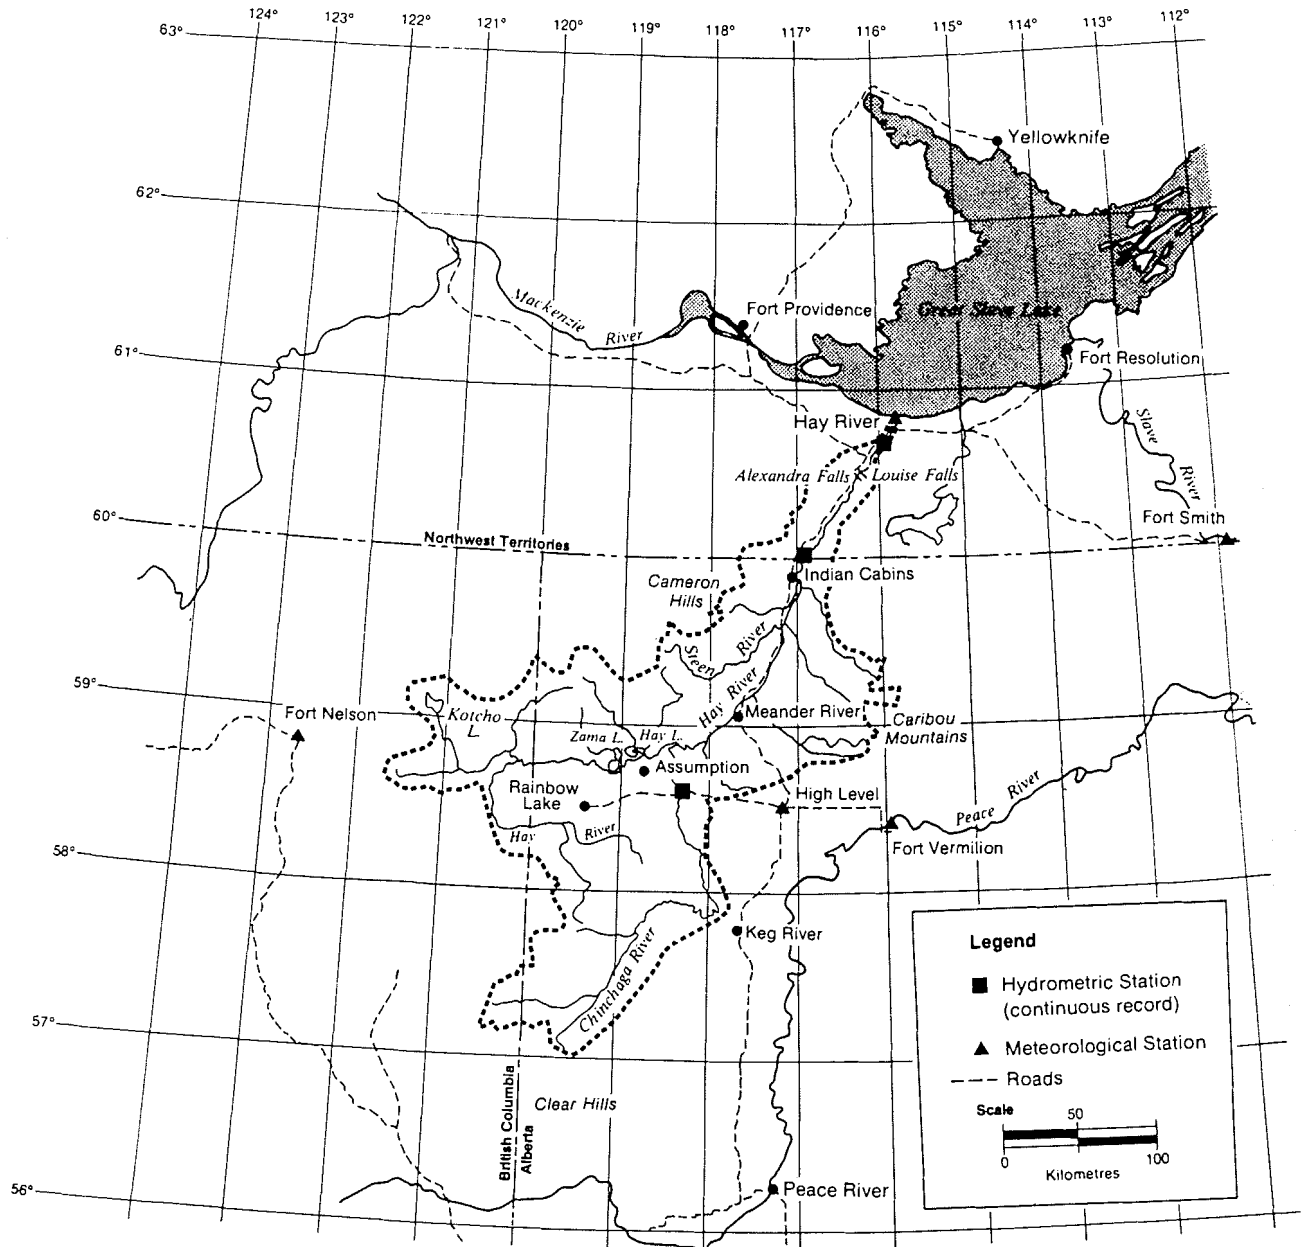 124° 123° 122° 121° 120° 119° 118° 117° 116° 115° 114° 113° 112°
63°
Yellowknife
62°
Great Slave Lake
Mackenzie
River
Fort Providence
61°
Fort Resolution
Hay River
Slave
River
Alexandra Falls
Louise Falls
60°
Fort Smith
Northwest Territories
Indian Cabins
Cameron
Hills
Steen
River
59°
Hay River
Fort Nelson
Kotcho
L.
Meander River
Caribou
Mountains
Zama L.
Hay L.
Assumption
Rainbow
Lake
High Level
Peace River
Hay
River
Fort Vermilion
58°
Keg River
Chinchaga River
57°
Clear Hills
British Columbia
Alberta
56°
Peace River
Legend
Hydrometric Station
(continuous record)
Meteorological Station
Roads
Scale
50
0
100
Kilometres